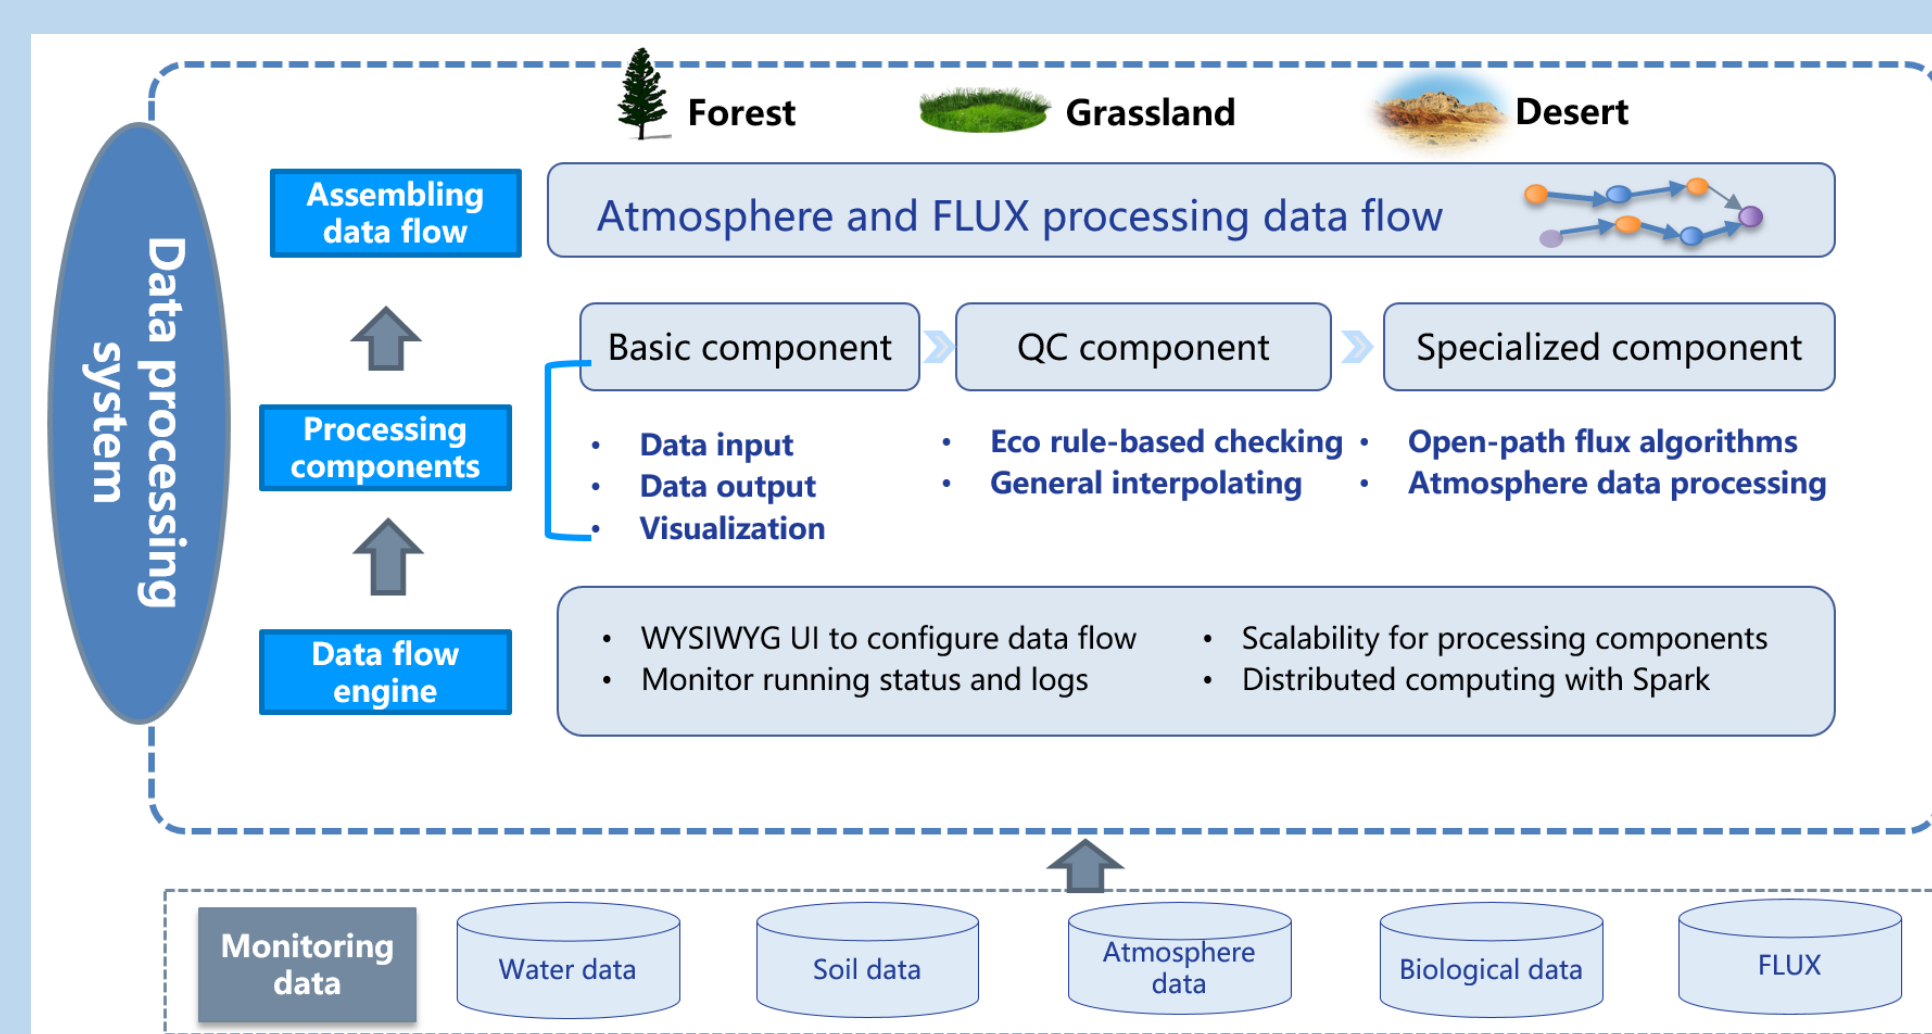 Forest
Grassland
Desert
Data processing
system
Assembling
data flow
Atmosphere and FLUX processing data flow
Processing
components
Basic component
QC component
Specialized component
• Data input
• Data output
• Visualization
• Eco rule-based checking
• General interpolating
• Open-path flux algorithms
• Atmosphere data processing
Data flow
engine
• WYSIWYG UI to configure data flow
• Monitor running status and logs
• Scalability for processing components
• Distributed computing with Spark
Monitoring
data
Water data
Soil data
Atmosphere
data
Biological data
FLUX